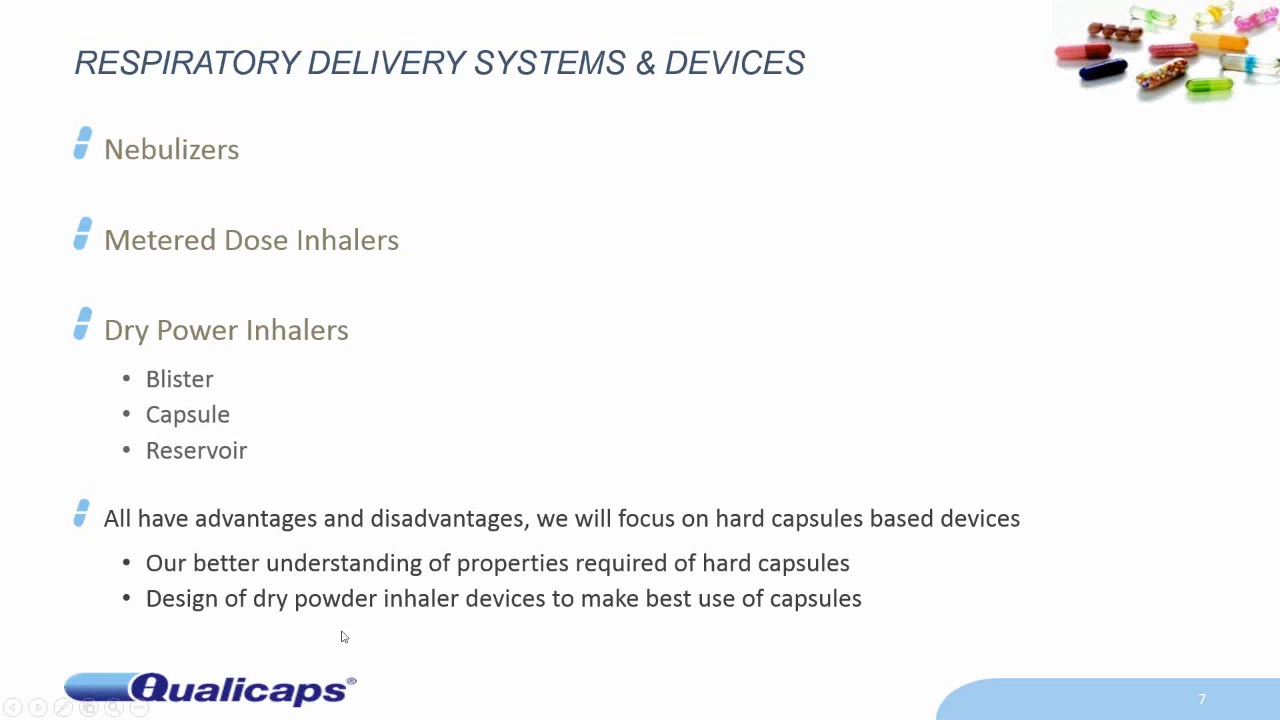 RESPIRATORY DELIVERY SYSTEMS & DEVICES
Nebulizers
Metered Dose Inhalers
Dry Power Inhalers
• Blister
• Capsule
• Reservoir
All have advantages and disadvantages, we will focus on hard capsules based devices
• Our better understanding of properties required of hard capsules
• Design of dry powder inhaler devices to make best use of capsules
Qualicaps®
7